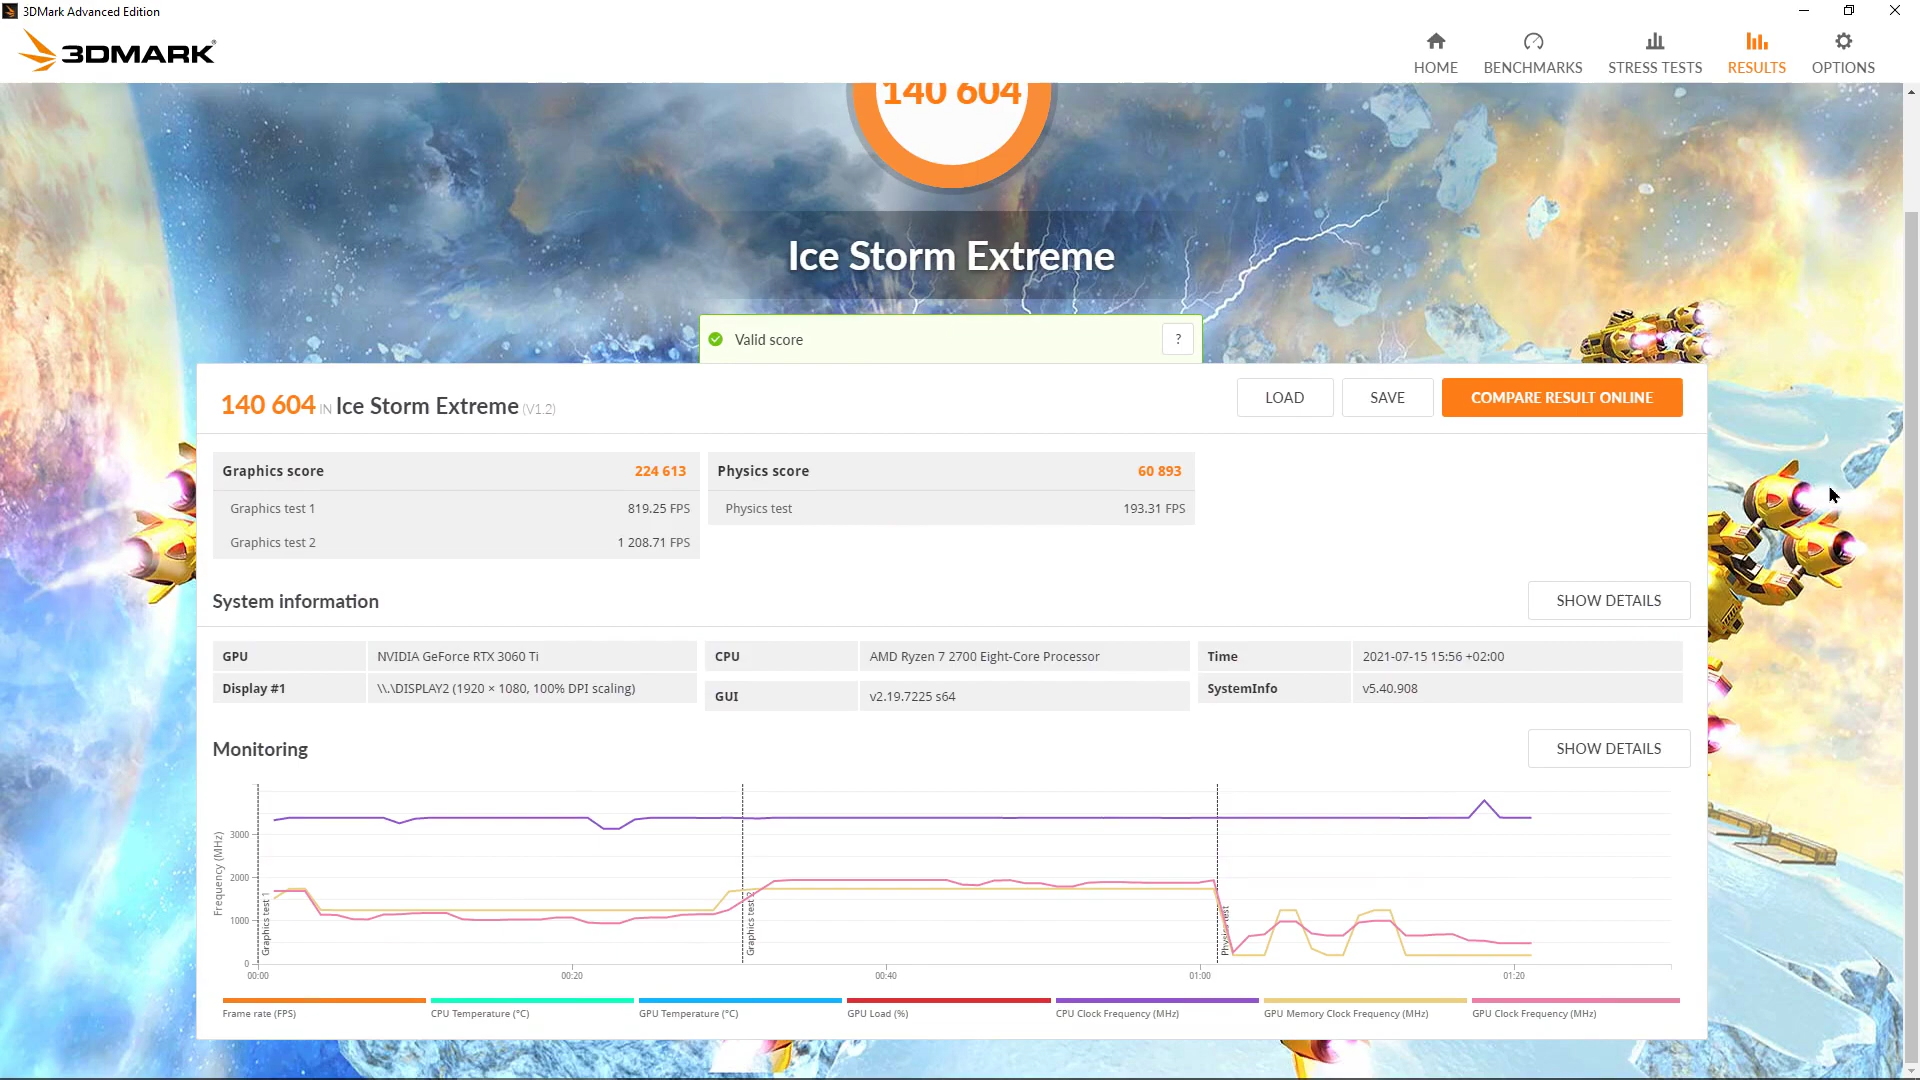 3DMark Advanced Edition
3DMARK
HOME
BENCHMARKS
STRESS TESTS
RESULTS
OPTIONS
140 604
Ice Storm Extreme
Valid score
?
140 604 IN Ice Storm Extreme (V1.2)
LOAD
SAVE
COMPARE RESULT ONLINE
Graphics score 224 613
Graphics test 1 819.25 FPS
Graphics test 2 1 208.71 FPS
Physics score 60 893
Physics test 193.31 FPS
System information
SHOW DETAILS
GPU NVIDIA GeForce RTX 3060 Ti
Display #1 \\.\DISPLAY2 (1920 × 1080, 100% DPI scaling)
CPU AMD Ryzen 7 2700 Eight-Core Processor
GUI v2.19.7225 s64
Time 2021-07-15 15:56 +02:00
SystemInfo v5.40.908
Monitoring
SHOW DETAILS
Frequency (MHz)
3000
2000
1000
0
Graphics test 1
Graphics test 2
Physics test
00:00 00:20 00:40 01:00 01:20
Frame rate (FPS)
CPU Temperature (°C)
GPU Temperature (°C)
GPU Load (%)
CPU Clock Frequency (MHz)
GPU Memory Clock Frequency (MHz)
GPU Clock Frequency (MHz)